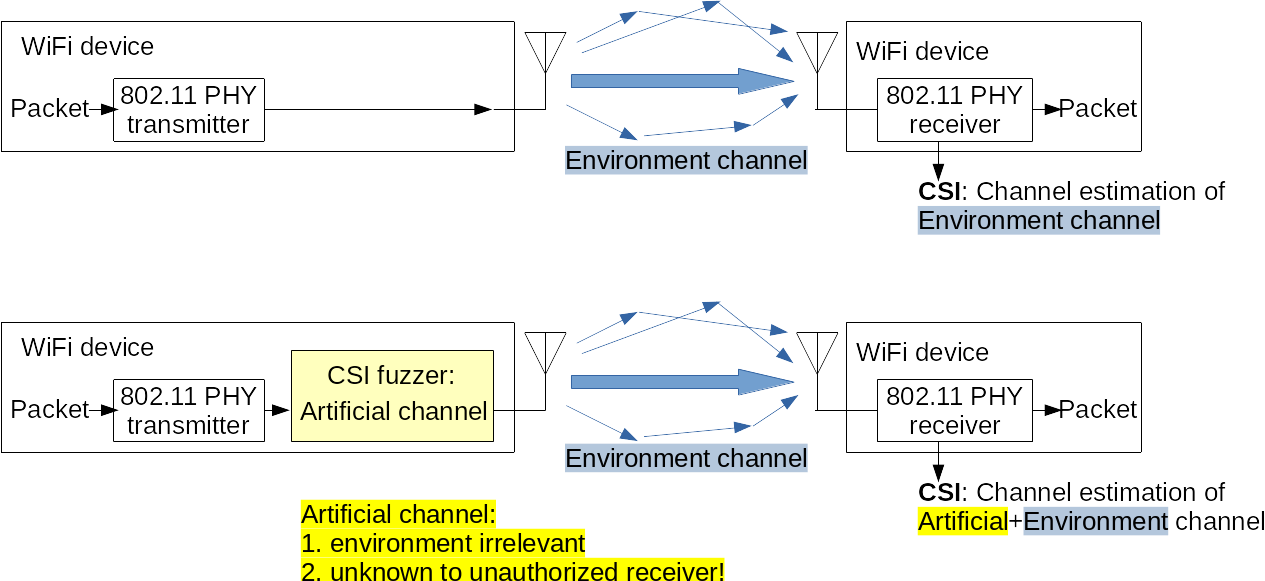 WiFi device
Packet
802.11 PHY
transmitter
Environment channel
WiFi device
802.11 PHY
receiver
Packet
CSI: Channel estimation of
Environment channel
WiFi device
Packet
802.11 PHY
transmitter
CSI fuzzer:
Artificial channel
Environment channel
WiFi device
802.11 PHY
receiver
Packet
CSI: Channel estimation of
Artificial+Environment channel
Artificial channel:
1. environment irrelevant
2. unknown to unauthorized receiver!